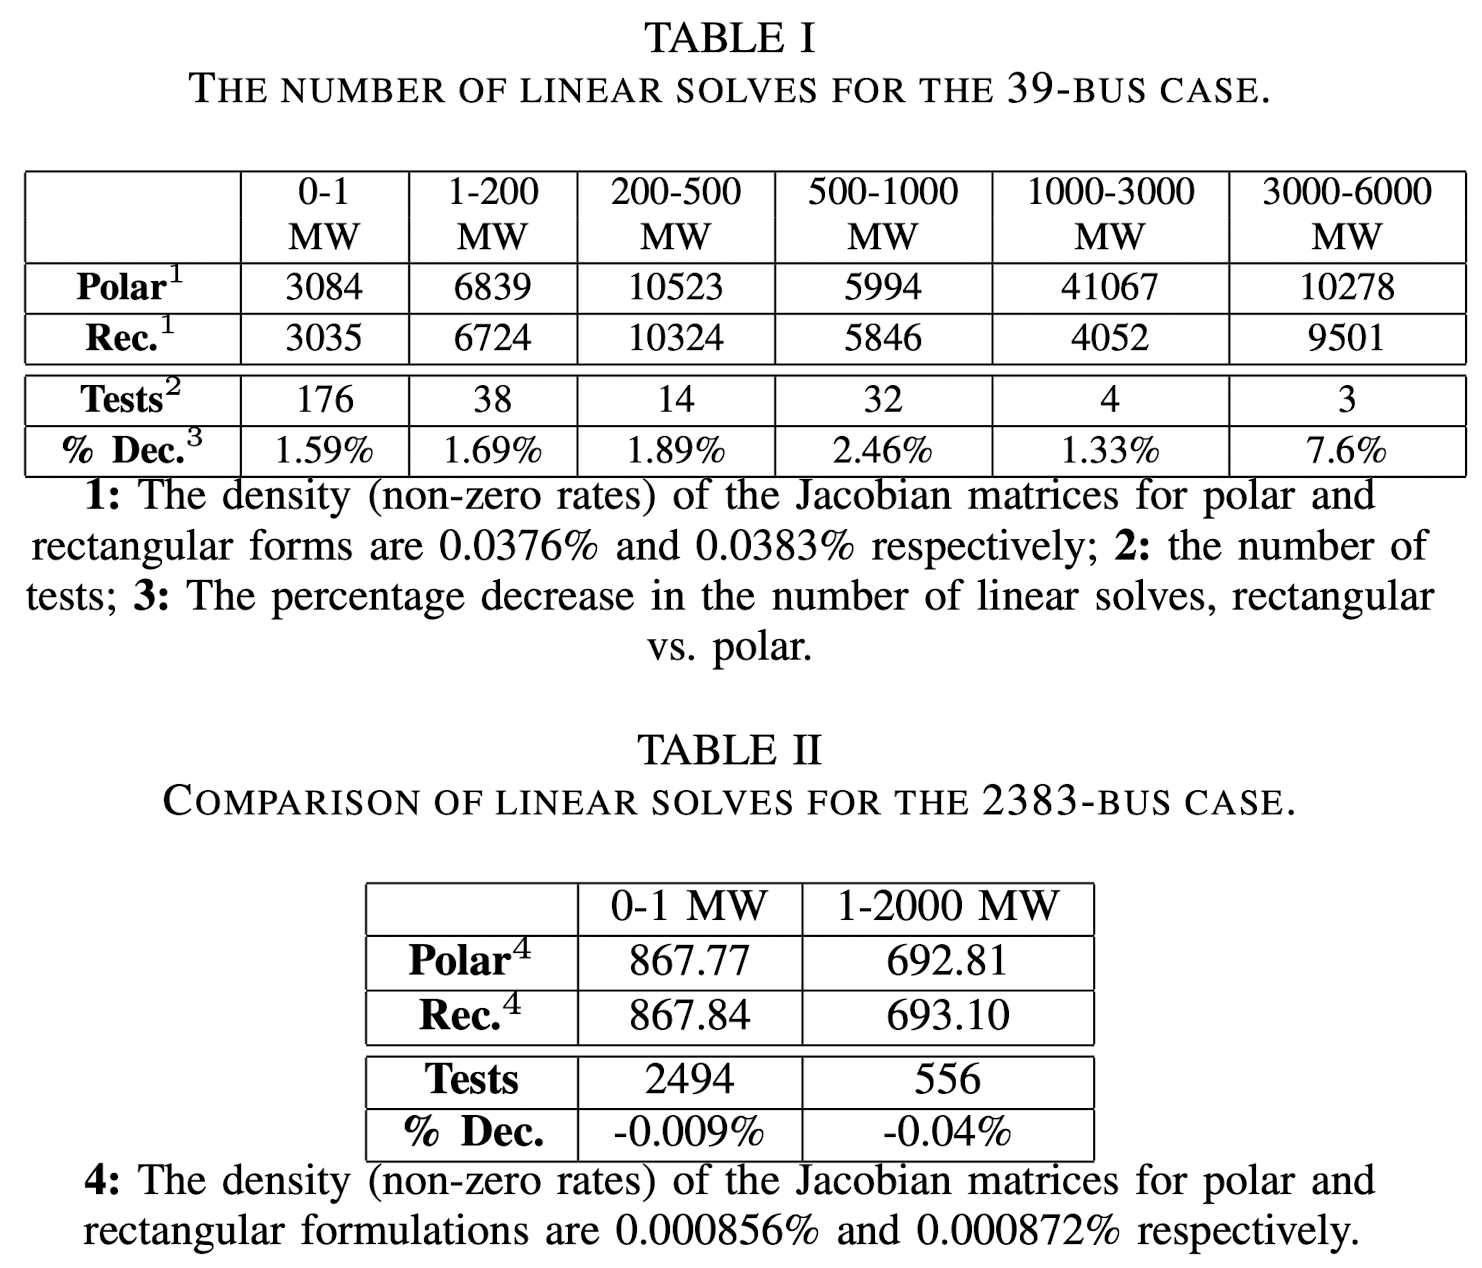 TABLE I
THE NUMBER OF LINEAR SOLVES FOR THE 39-BUS CASE.
0-1 MW 1-200 MW 200-500 MW 500-1000 MW 1000-3000 MW 3000-6000 MW
Polar1 3084 6839 10523 5994 41067 10278
Rec.1 3035 6724 10324 5846 4052 9501
Tests2 176 38 14 32 4 3
% Dec.3 1.59% 1.69% 1.89% 2.46% 1.33% 7.6%
1: The density (non-zero rates) of the Jacobian matrices for polar and
rectangular forms are 0.0376% and 0.0383% respectively; 2: the number of
tests; 3: The percentage decrease in the number of linear solves, rectangular
vs. polar.
TABLE II
COMPARISON OF LINEAR SOLVES FOR THE 2383-BUS CASE.
0-1 MW 1-2000 MW
Polar4 867.77 692.81
Rec.4 867.84 693.10
Tests 2494 556
% Dec. -0.009% -0.04%
4: The density (non-zero rates) of the Jacobian matrices for polar and
rectangular formulations are 0.000856% and 0.000872% respectively.